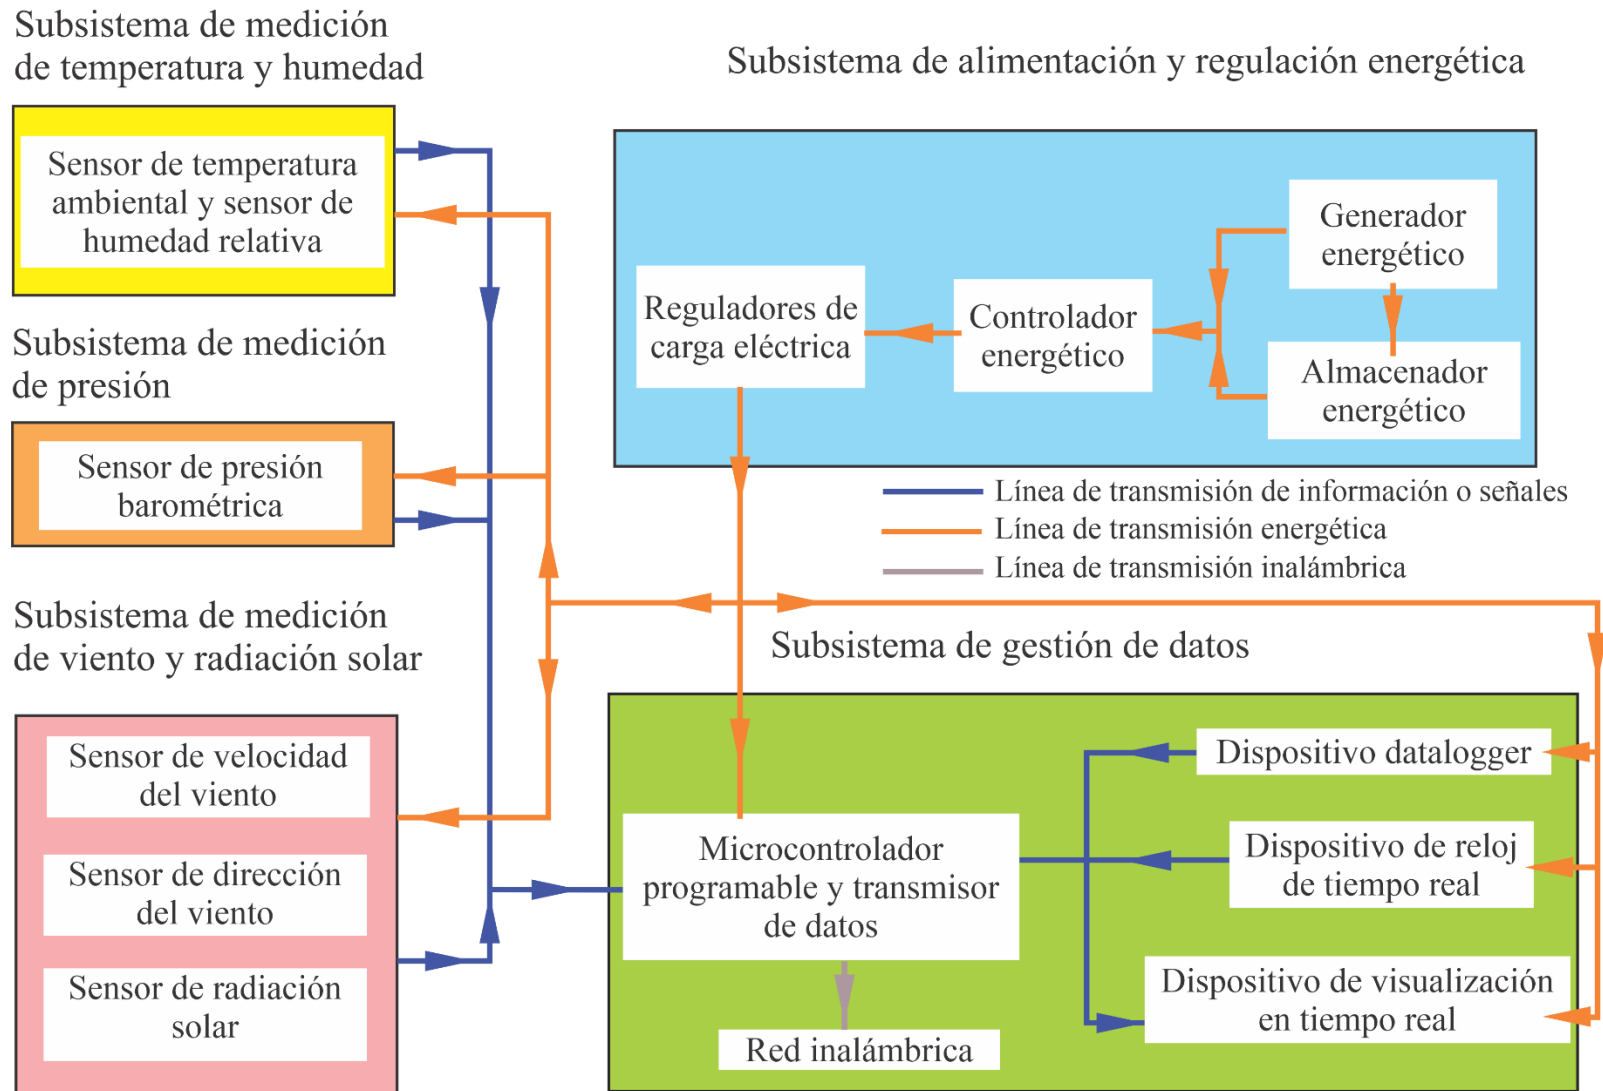 Subsistema de medición
de temperatura y humedad
Sensor de temperatura
ambiental y sensor de
humedad relativa
Subsistema de medición
de presión
Sensor de presión
barométrica
Subsistema de medición
de viento y radiación solar
Sensor de velocidad
del viento
Sensor de dirección
del viento
Sensor de radiación
solar
Subsistema de alimentación y regulación energética
Reguladores de
carga eléctrica
Controlador
energético
Generador
energético
Almacenador
energético
Línea de transmisión de información o señales
Línea de transmisión energética
Línea de transmisión inalámbrica
Subsistema de gestión de datos
Microcontrolador
programable y transmisor
de datos
Red inalámbrica
Dispositivo datalogger
Dispositivo de reloj
de tiempo real
Dispositivo de visualización
en tiempo real